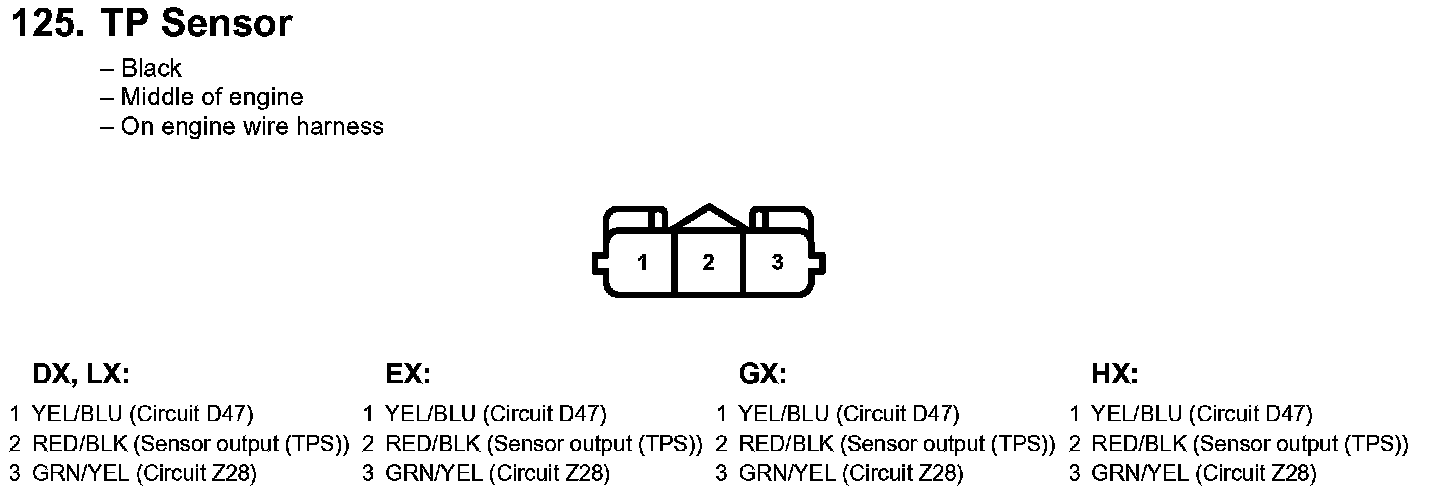 125. TP Sensor
– Black
– Middle of engine
– On engine wire harness
1 2 3
DX, LX:
1 YEL/BLU (Circuit D47)
2 RED/BLK (Sensor output (TPS))
3 GRN/YEL (Circuit Z28)
EX:
1 YEL/BLU (Circuit D47)
2 RED/BLK (Sensor output (TPS))
3 GRN/YEL (Circuit Z28)
GX:
1 YEL/BLU (Circuit D47)
2 RED/BLK (Sensor output (TPS))
3 GRN/YEL (Circuit Z28)
HX:
1 YEL/BLU (Circuit D47)
2 RED/BLK (Sensor output (TPS))
3 GRN/YEL (Circuit Z28)